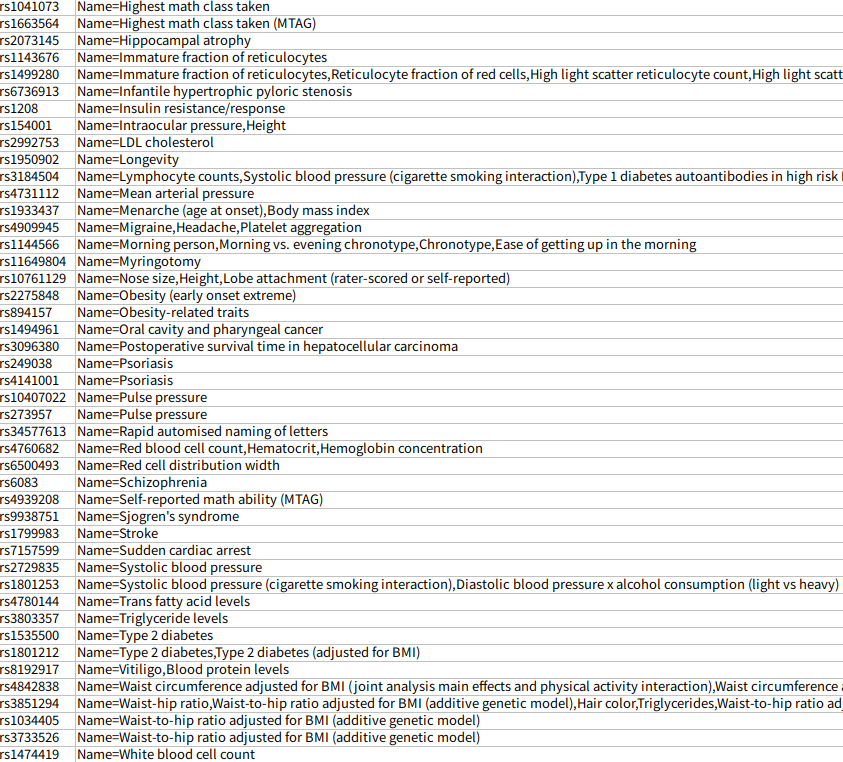 rs1041073 Name=Highest math class taken
rs1663564 Name=Highest math class taken (MTAG)
rs2073145 Name=Hippocampal atrophy
rs1143676 Name=Immature fraction of reticulocytes
rs1499280 Name=Immature fraction of reticulocytes,Reticulocyte fraction of red cells,High light scatter reticulocyte count,High light scatt
rs6736913 Name=Infantile hypertrophic pyloric stenosis
rs1208 Name=Insulin resistance/response
rs154001 Name=Intraocular pressure,Height
rs2992753 Name=LDL cholesterol
rs1950902 Name=Longevity
rs3184504 Name=Lymphocyte counts,Systolic blood pressure (cigarette smoking interaction),Type 1 diabetes autoantibodies in high risk
rs4731112 Name=Mean arterial pressure
rs1933437 Name=Menarche (age at onset),Body mass index
rs4909945 Name=Migraine,Headache,Platelet aggregation
rs1144566 Name=Morning person,Morning vs. evening chronotype,Chronotype,Ease of getting up in the morning
rs11649804 Name=Myringotomy
rs10761129 Name=Nose size,Height,Lobe attachment (rater-scored or self-reported)
rs2275848 Name=Obesity (early onset extreme)
rs894157 Name=Obesity-related traits
rs1494961 Name=Oral cavity and pharyngeal cancer
rs3096380 Name=Postoperative survival time in hepatocellular carcinoma
rs249038 Name=Psoriasis
rs4141001 Name=Psoriasis
rs10407022 Name=Pulse pressure
rs273957 Name=Pulse pressure
rs34577613 Name=Rapid automised naming of letters
rs4760682 Name=Red blood cell count,Hematocrit,Hemoglobin concentration
rs6500493 Name=Red cell distribution width
rs6083 Name=Schizophrenia
rs4939208 Name=Self-reported math ability (MTAG)
rs9938751 Name=Sjogren's syndrome
rs1799983 Name=Stroke
rs7157599 Name=Sudden cardiac arrest
rs2729835 Name=Systolic blood pressure
rs1801253 Name=Systolic blood pressure (cigarette smoking interaction),Diastolic blood pressure x alcohol consumption (light vs heavy)
rs4780144 Name=Trans fatty acid levels
rs3803357 Name=Triglyceride levels
rs1535500 Name=Type 2 diabetes
rs1801212 Name=Type 2 diabetes,Type 2 diabetes (adjusted for BMI)
rs8192917 Name=Vitiligo,Blood protein levels
rs4842838 Name=Waist circumference adjusted for BMI (joint analysis main effects and physical activity interaction),Waist circumference
rs3851294 Name=Waist-hip ratio,Waist-to-hip ratio adjusted for BMI (additive genetic model),Hair color,Triglycerides,Waist-to-hip ratio adj
rs1034405 Name=Waist-to-hip ratio adjusted for BMI (additive genetic model)
rs3733526 Name=Waist-to-hip ratio adjusted for BMI (additive genetic model)
rs1474419 Name=White blood cell count